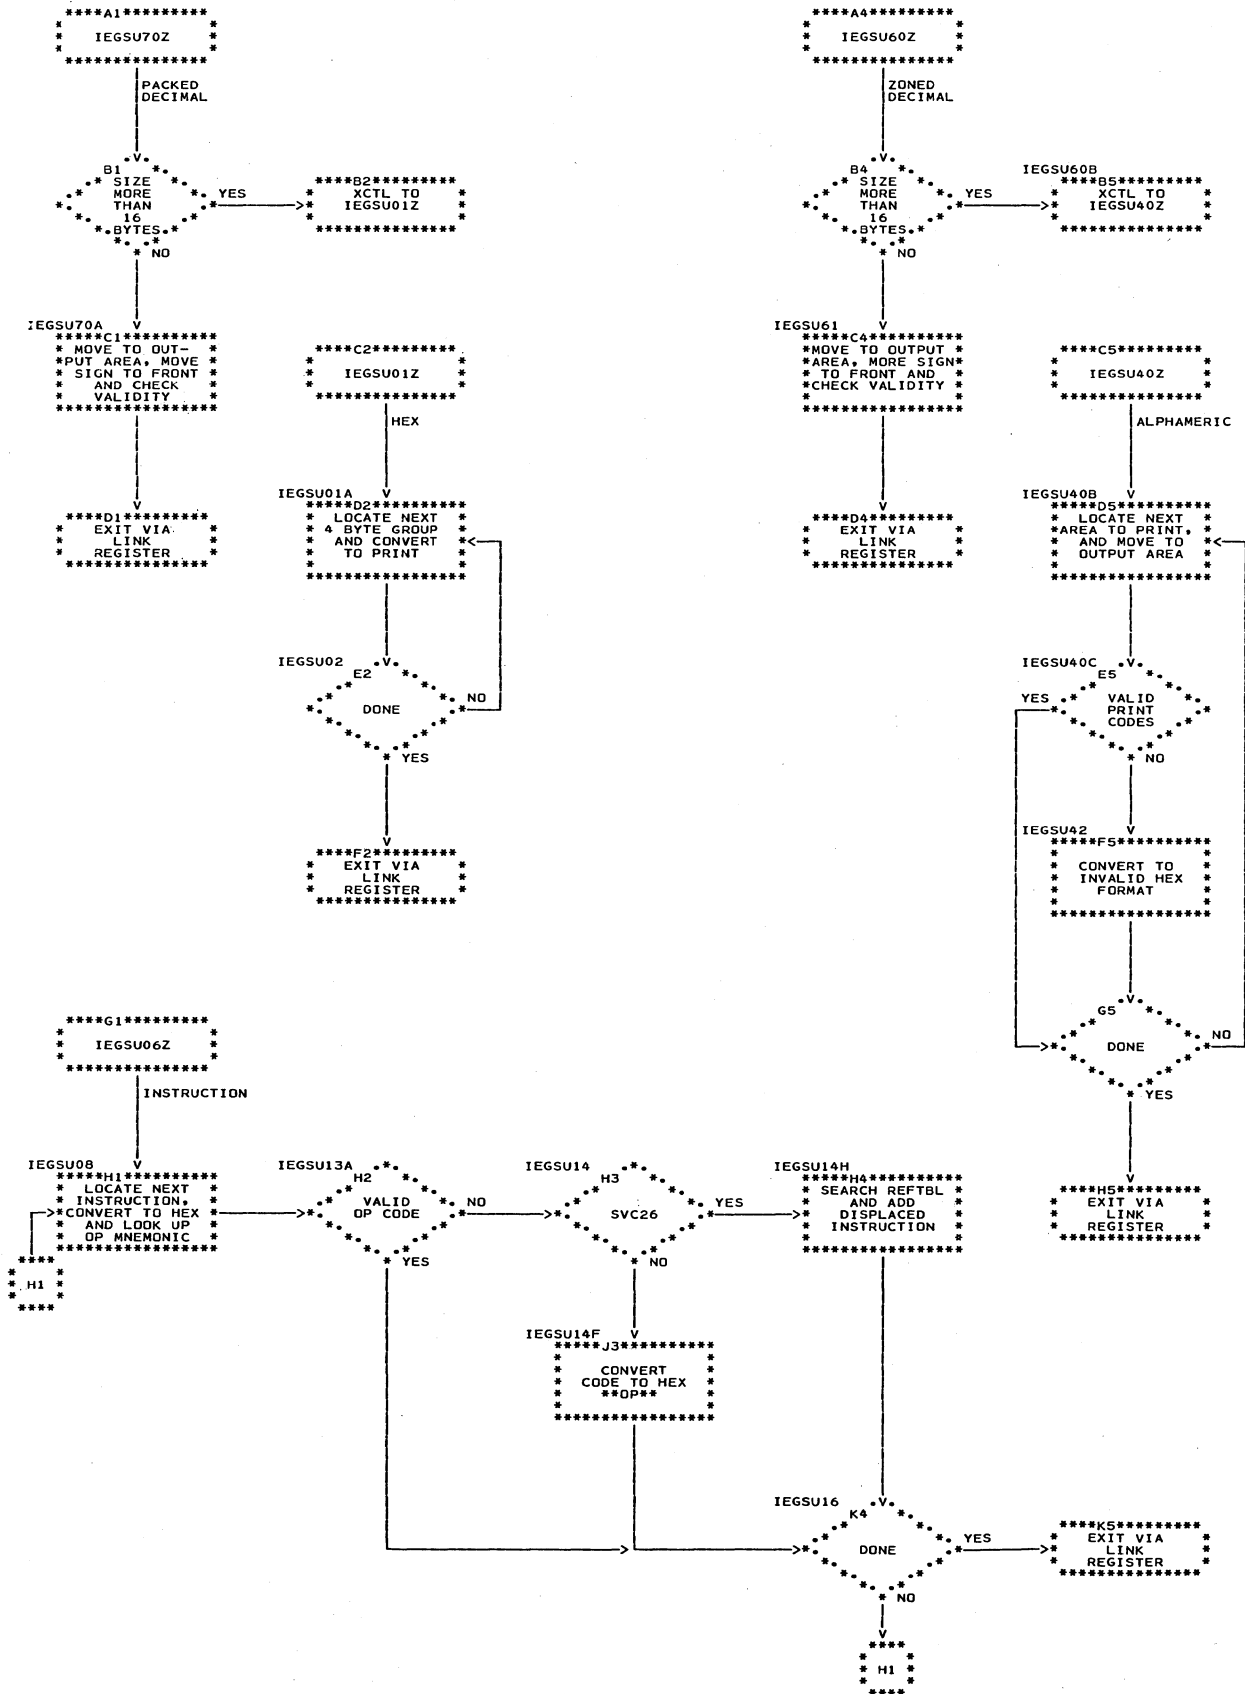 A1
IEGSU70Z
PACKED
DECIMAL
B1
SIZE
MORE
THAN
16
BYTES
YES
NO
B2
XCTL TO
IEGSU01Z
IEGSU70A
C1
MOVE TO OUT-
PUT AREA, MOVE
SIGN TO FRONT
AND CHECK
VALIDITY
D1
EXIT VIA
LINK
REGISTER
C2
IEGSU01Z
HEX
IEGSU01A
D2
LOCATE NEXT
4 BYTE GROUP
AND CONVERT
TO PRINT
IEGSU02
E2
DONE
NO
YES
F2
EXIT VIA
LINK
REGISTER
A4
IEGSU60Z
ZONED
DECIMAL
B4
SIZE
MORE
THAN
16
BYTES
YES
NO
IEGSU60B
B5
XCTL TO
IEGSU40Z
IEGSU61
C4
MOVE TO OUTPUT
AREA, MORE SIGN
TO FRONT AND
CHECK VALIDITY
D4
EXIT VIA
LINK
REGISTER
C5
IEGSU40Z
ALPHAMERIC
IEGSU40B
D5
LOCATE NEXT
AREA TO PRINT,
AND MOVE TO
OUTPUT AREA
IEGSU40C
E5
VALID
PRINT
CODES
YES
NO
IEGSU42
F5
CONVERT TO
INVALID HEX
FORMAT
G5
DONE
NO
YES
H5
EXIT VIA
LINK
REGISTER
G1
IEGSU06Z
INSTRUCTION
IEGSU08
H1
LOCATE NEXT
INSTRUCTION,
CONVERT TO HEX
AND LOOK UP
OP MNEMONIC
H1
IEGSU13A
H2
VALID
OP CODE
NO
YES
IEGSU14
H3
SVC26
YES
NO
IEGSU14H
H4
SEARCH REFTBL
AND ADD
DISPLACED
INSTRUCTION
IEGSU14F
J3
CONVERT
CODE TO HEX
**OP**
IEGSU16
K4
DONE
YES
NO
K5
EXIT VIA
LINK
REGISTER
H1